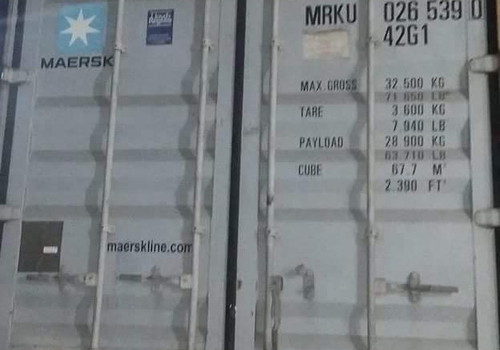 MAERSK
maerskline.com
MRKU 026 539 0
42G1
MAX. GROSS 32 500 KG
71 650 LB
TARE 3 600 KG
7 940 LB
PAYLOAD 28 900 KG
63 710 LB
CUBE 67.7 M³
2 390 FT³